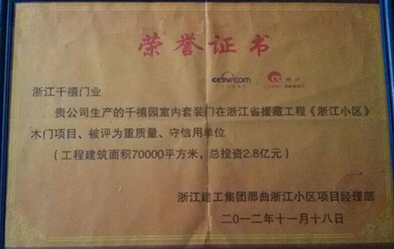 荣誉证书
浙江千禧门业
贵公司生产的千禧园室内套装门在浙江省援藏工程《浙江小区》
木门项目、被评为重质量、守信用单位
(工程建筑面积70000平方米，总投资2.8亿元)
浙江建工集团那曲浙江小区项目经理部
二0一二年十一月十八日